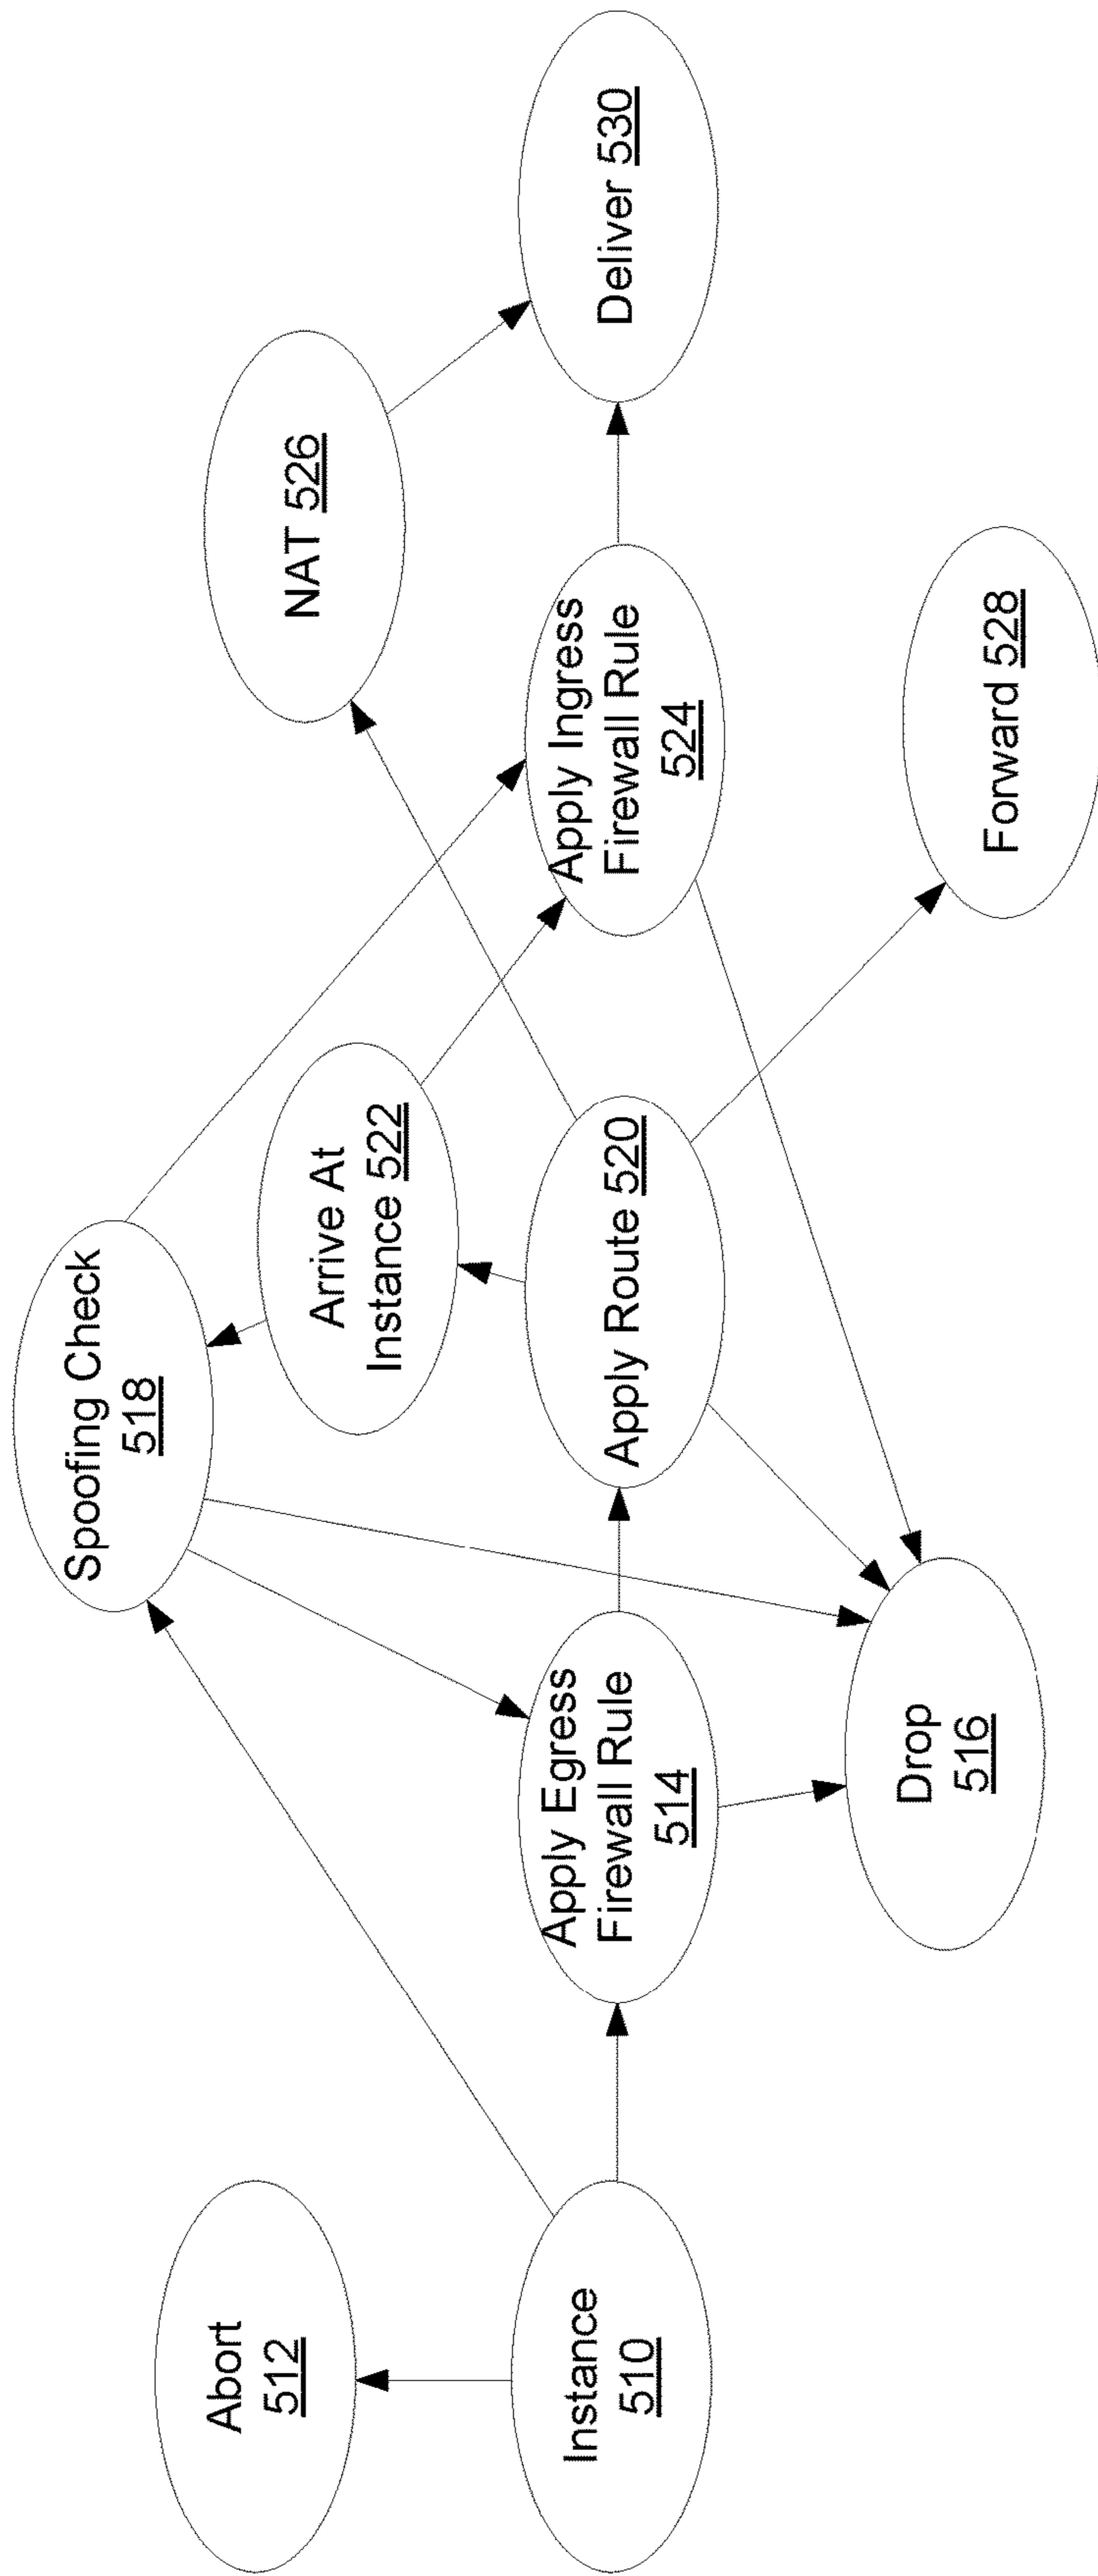 Abort
512
Instance
510
Spoofing Check
518
Apply Egress
Firewall Rule
514
Drop
516
Arrive At
Instance 522
Apply Route 520
NAT 526
Apply Ingress
Firewall Rule
524
Forward 528
Deliver 530